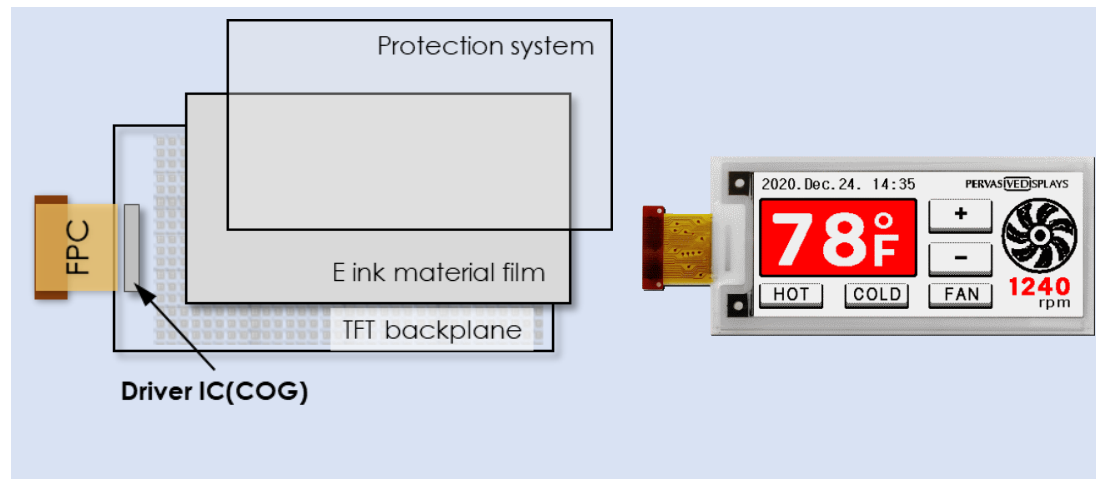 Protection system
E ink material film
TFT backplane
FPC
Driver IC(COG)
2020.Dec.24. 14:35
PERVASIVEDISPLAYS
78°F
+
-
HOT
COLD
FAN
1240
rpm